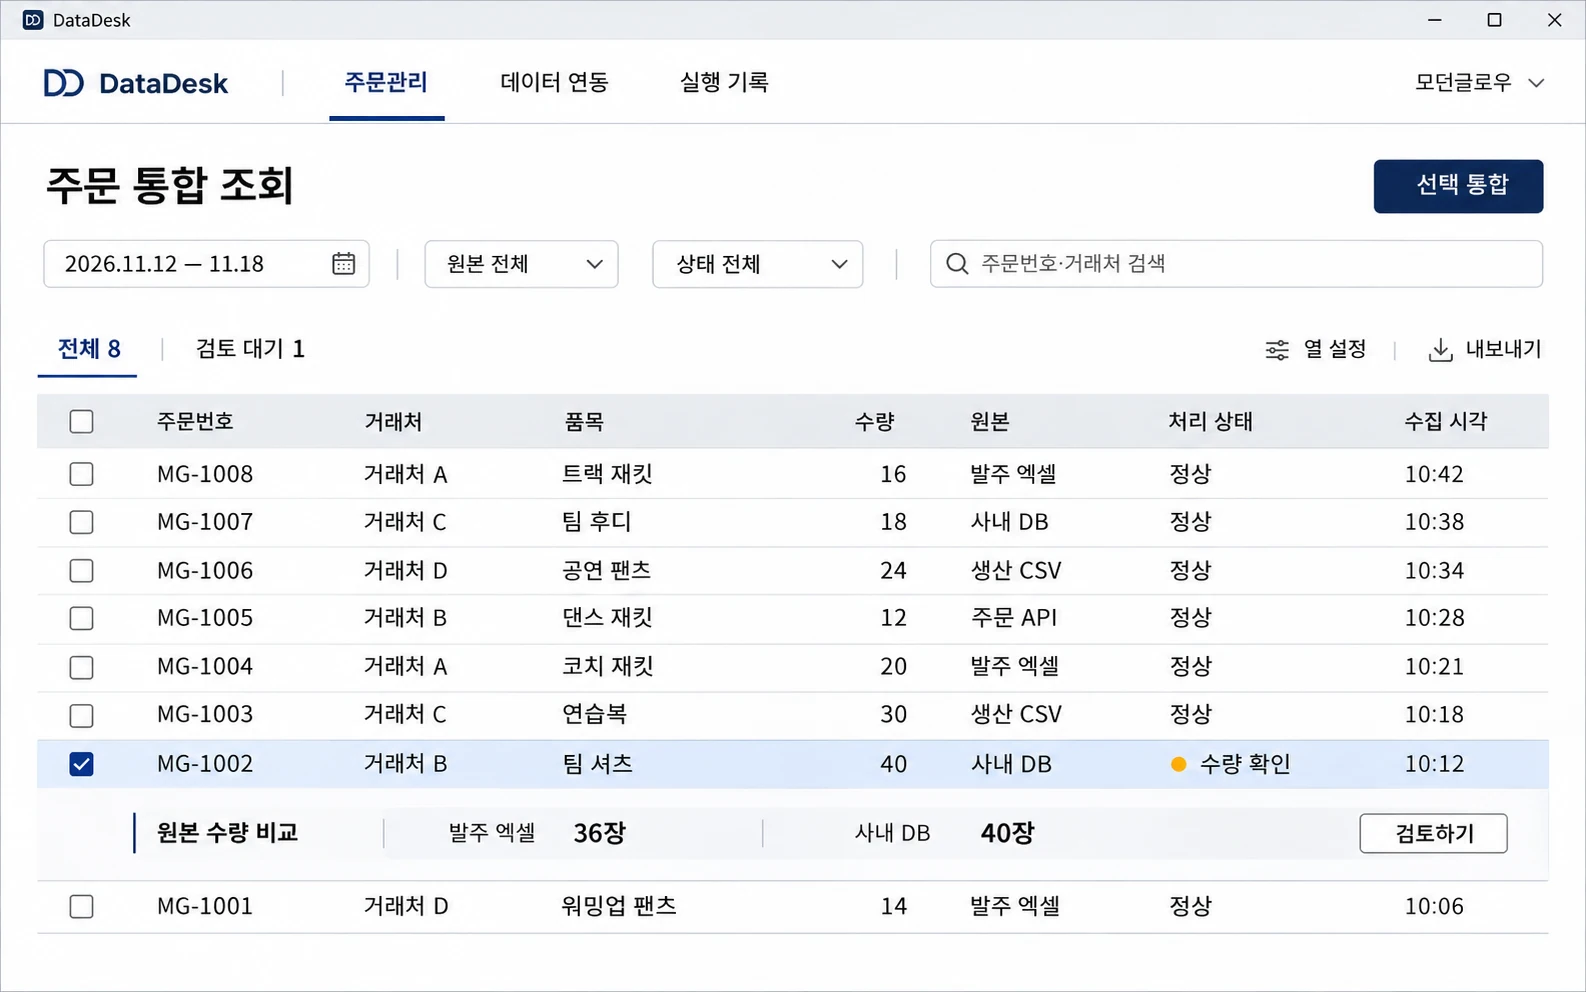 DataDesk
DataDesk 주문관리 데이터 연동 실행 기록 모던글로우
주문 통합 조회 선택 통합
2026.11.12 — 11.18 원본 전체 상태 전체 주문번호·거래처 검색
전체 8 검토 대기 1 열 설정 내보내기
주문번호 거래처 품목 수량 원본 처리 상태 수집 시각
MG-1008 거래처 A 트랙 재킷 16 발주 엑셀 정상 10:42
MG-1007 거래처 C 팀 후디 18 사내 DB 정상 10:38
MG-1006 거래처 D 공연 팬츠 24 생산 CSV 정상 10:34
MG-1005 거래처 B 댄스 재킷 12 주문 API 정상 10:28
MG-1004 거래처 A 코치 재킷 20 발주 엑셀 정상 10:21
MG-1003 거래처 C 연습복 30 생산 CSV 정상 10:18
MG-1002 거래처 B 팀 셔츠 40 사내 DB 수량 확인 10:12
원본 수량 비교 발주 엑셀 36장 사내 DB 40장 검토하기
MG-1001 거래처 D 워밍업 팬츠 14 발주 엑셀 정상 10:06